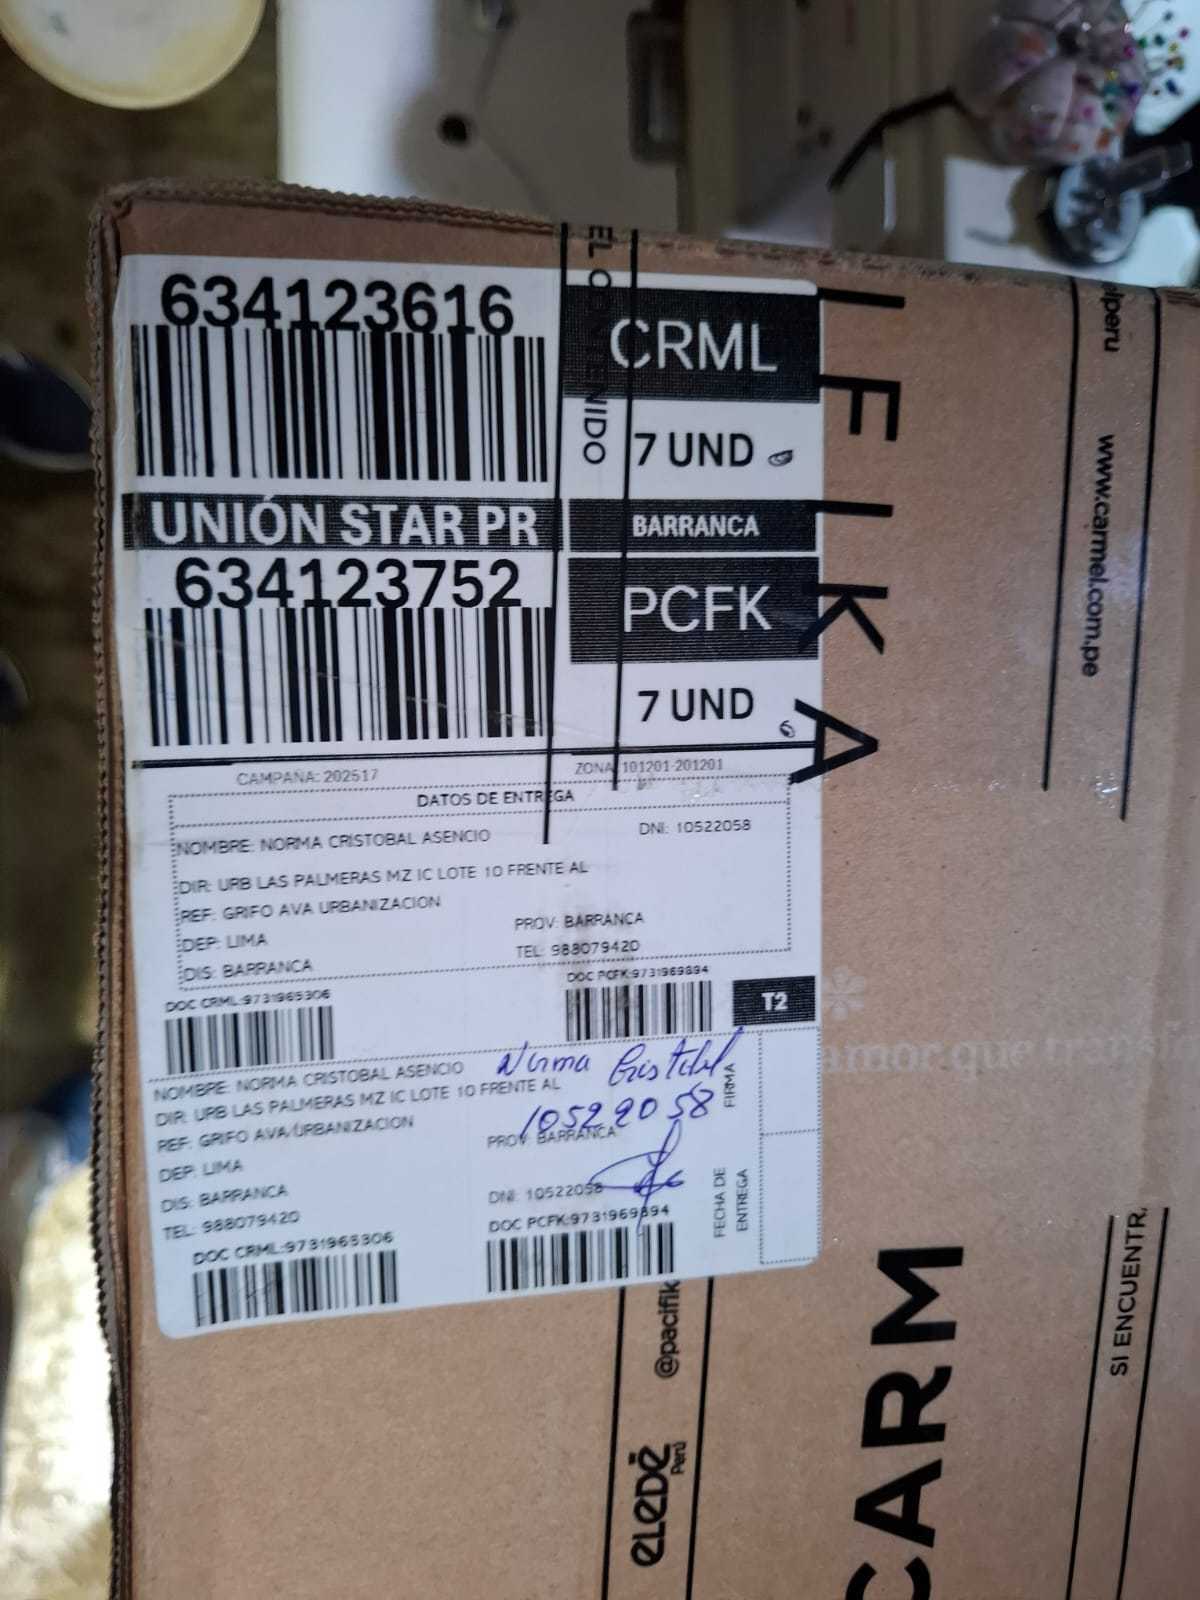 634123616
CRML
EL CONTENIDO
7 UND
UNIÓN STAR PR
BARRANCA
634123752
PCFK
7 UND
CAMPAÑA: 202517
ZONA: 101201-201201
DATOS DE ENTREGA
NOMBRE: NORMA CRISTOBAL ASENCIO
DNI: 10522058
DIR: URB LAS PALMERAS MZ IC LOTE 10 FRENTE AL
REF: GRIFO AVA URBANIZACION
DEP: LIMA
PROV: BARRANCA
DIS: BARRANCA
TEL: 988079420
DOC CRML:9731965306
DOC PCFK:9731969894
T2
NOMBRE: NORMA CRISTOBAL ASENCIO
DIR: URB LAS PALMERAS MZ IC LOTE 10 FRENTE AL
REF: GRIFO AVA URBANIZACION
DEP: LIMA
PROV: BARRANCA
DIS: BARRANCA
DNI: 10522058
TEL: 988079420
DOC CRML:9731965306
DOC PCFK:9731969894
Norma Cristobal
10522058
FIRMA
FECHA DE
ENTREGA
IFIKA
www.carmel.com.pe
SI ENCUENTR
CARM
@pacifik
eLeDē
Perú